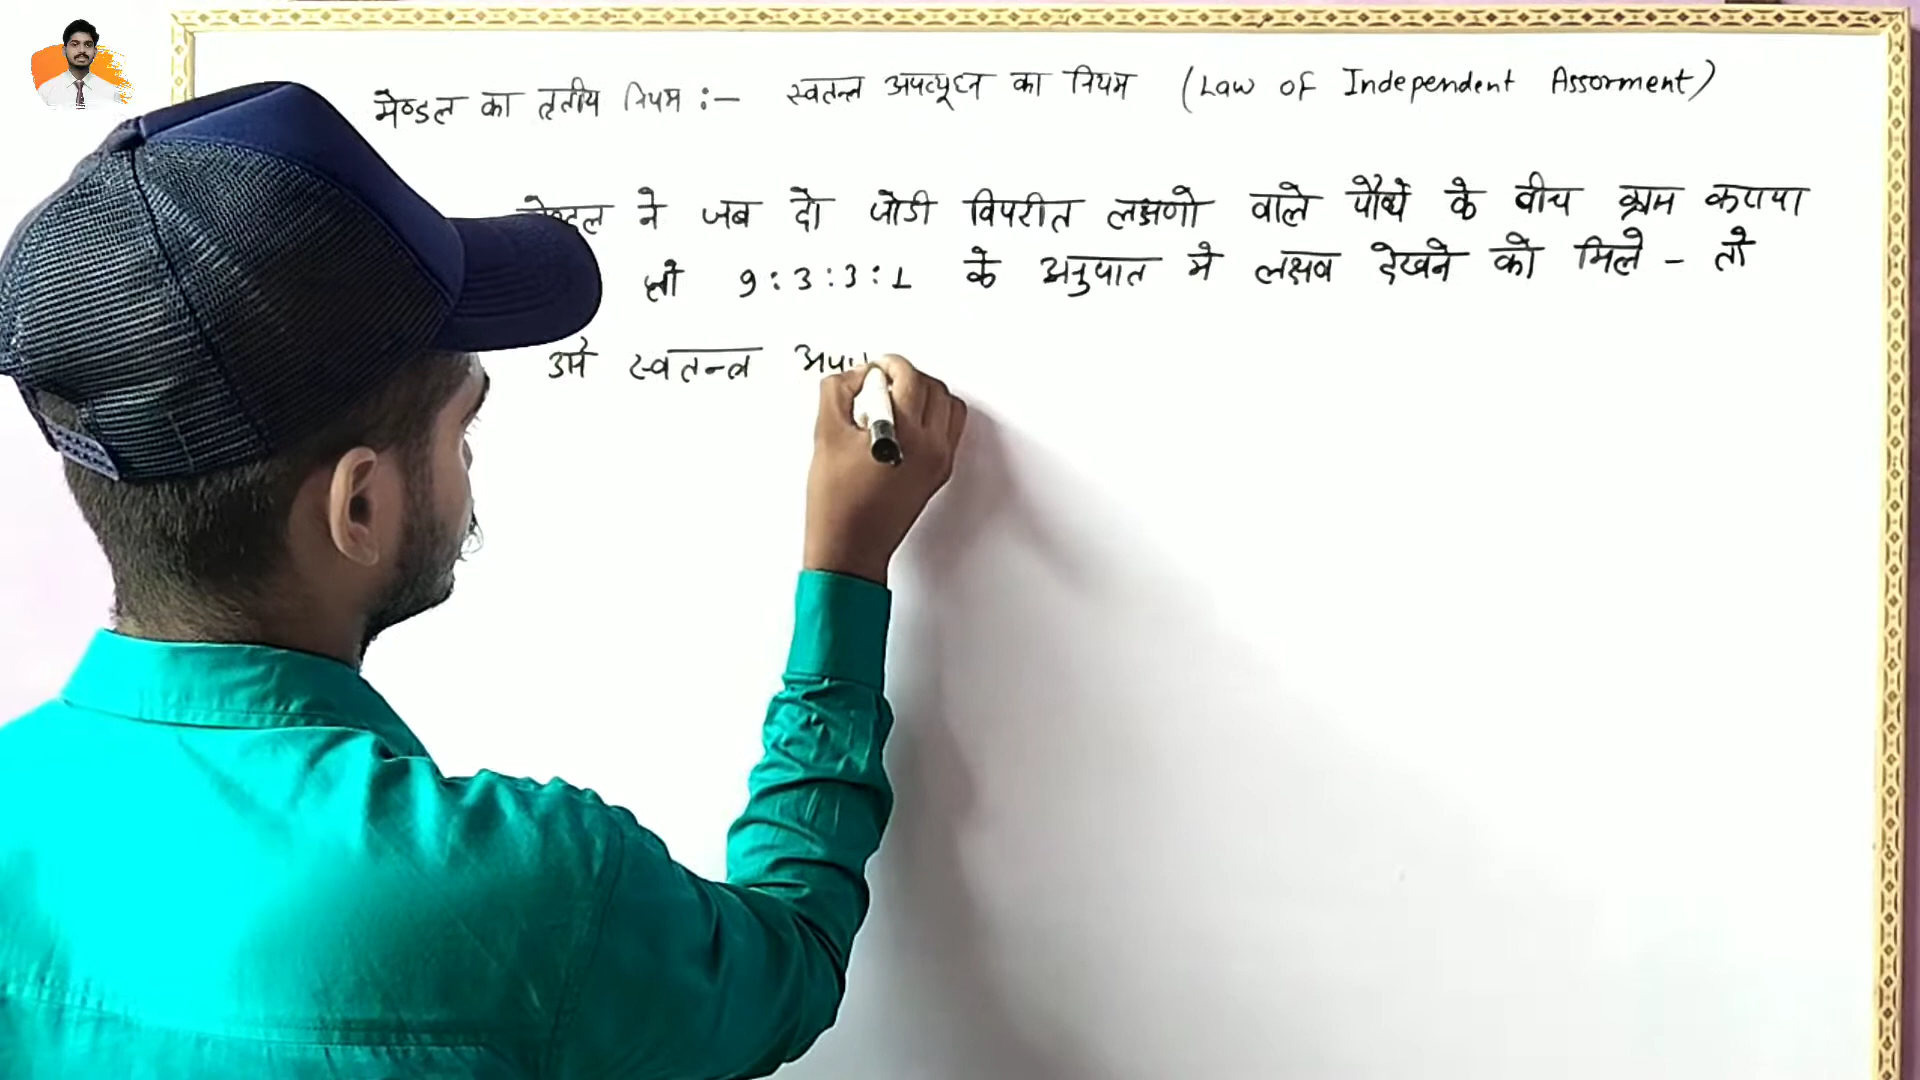 मेण्डल का तृतीय नियम :- स्वतन्त्र अपव्यूहन का नियम (Law of Independent Assorment)
ने जब दो जोडी विपरीत लक्षणो वाले पौधों के बीच क्राम कराया
तो 9 : 3 : 3 : 1 के अनुपात मे लक्षव देखने को मिले - तो
उसे स्वतन्त्र